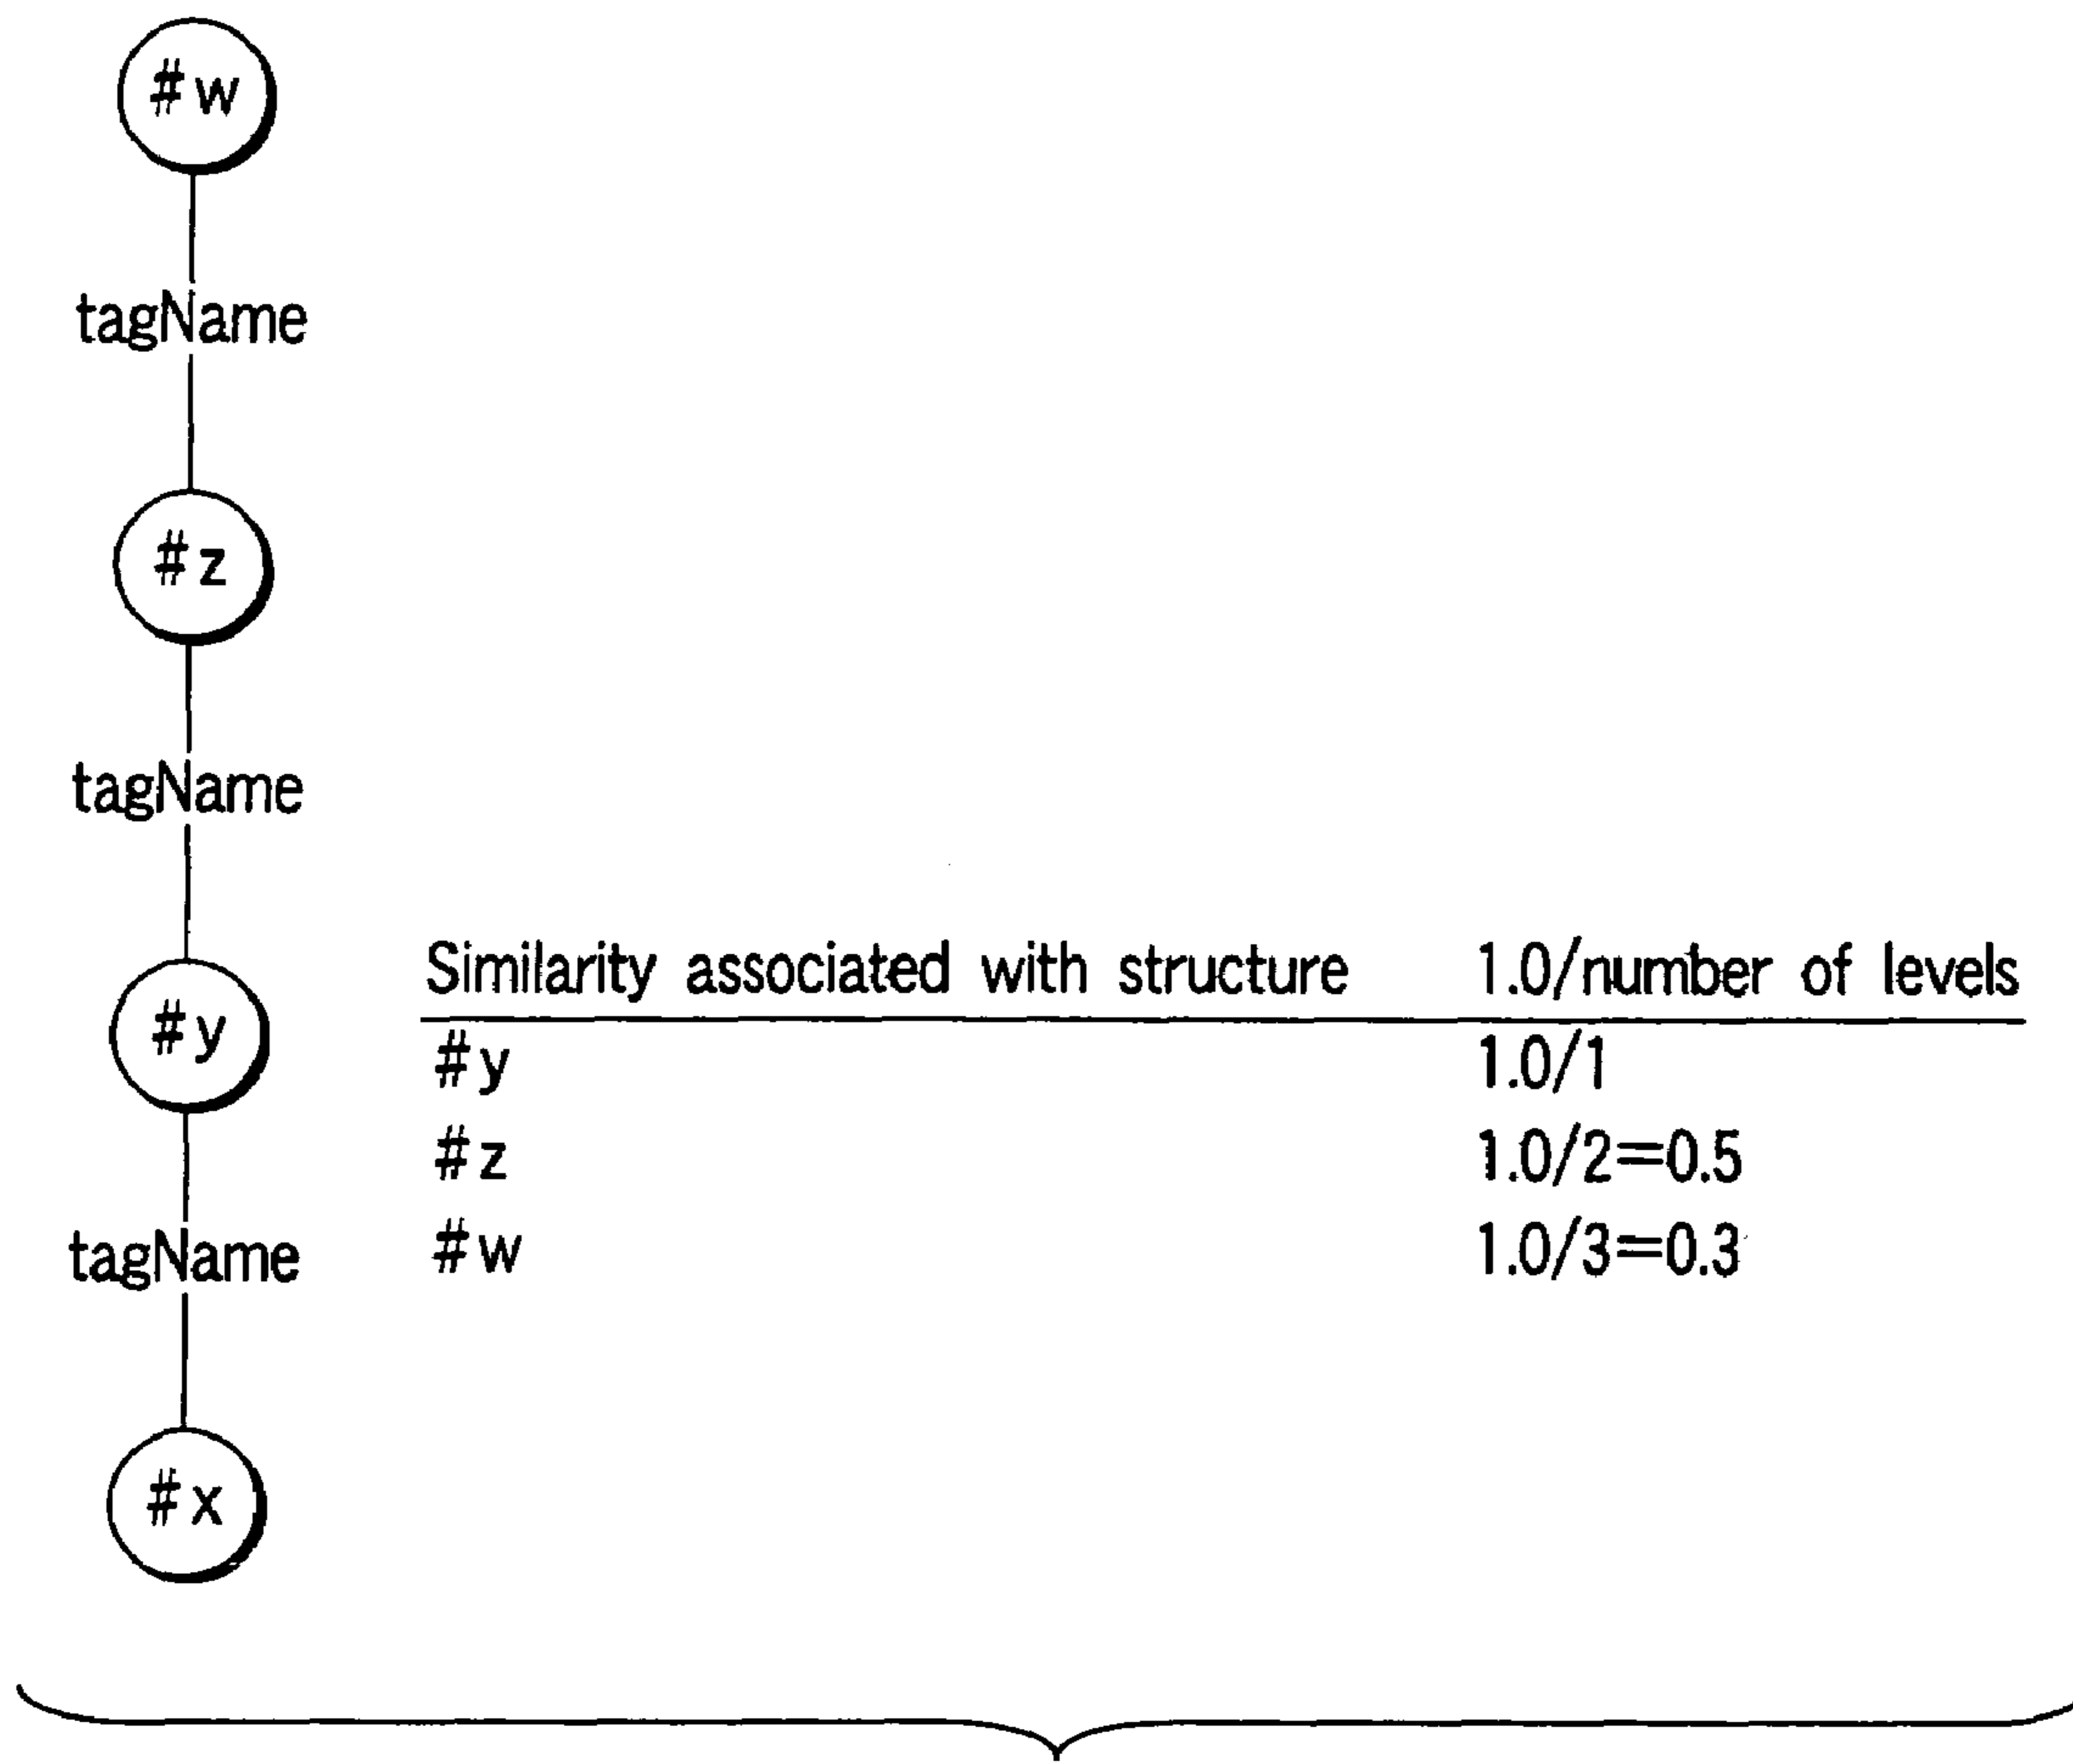 #w
tagName
#z
tagName
#y
tagName
#x
Similarity associated with structure 1.0/number of levels
#y 1.0/1
#z 1.0/2=0.5
#w 1.0/3=0.3